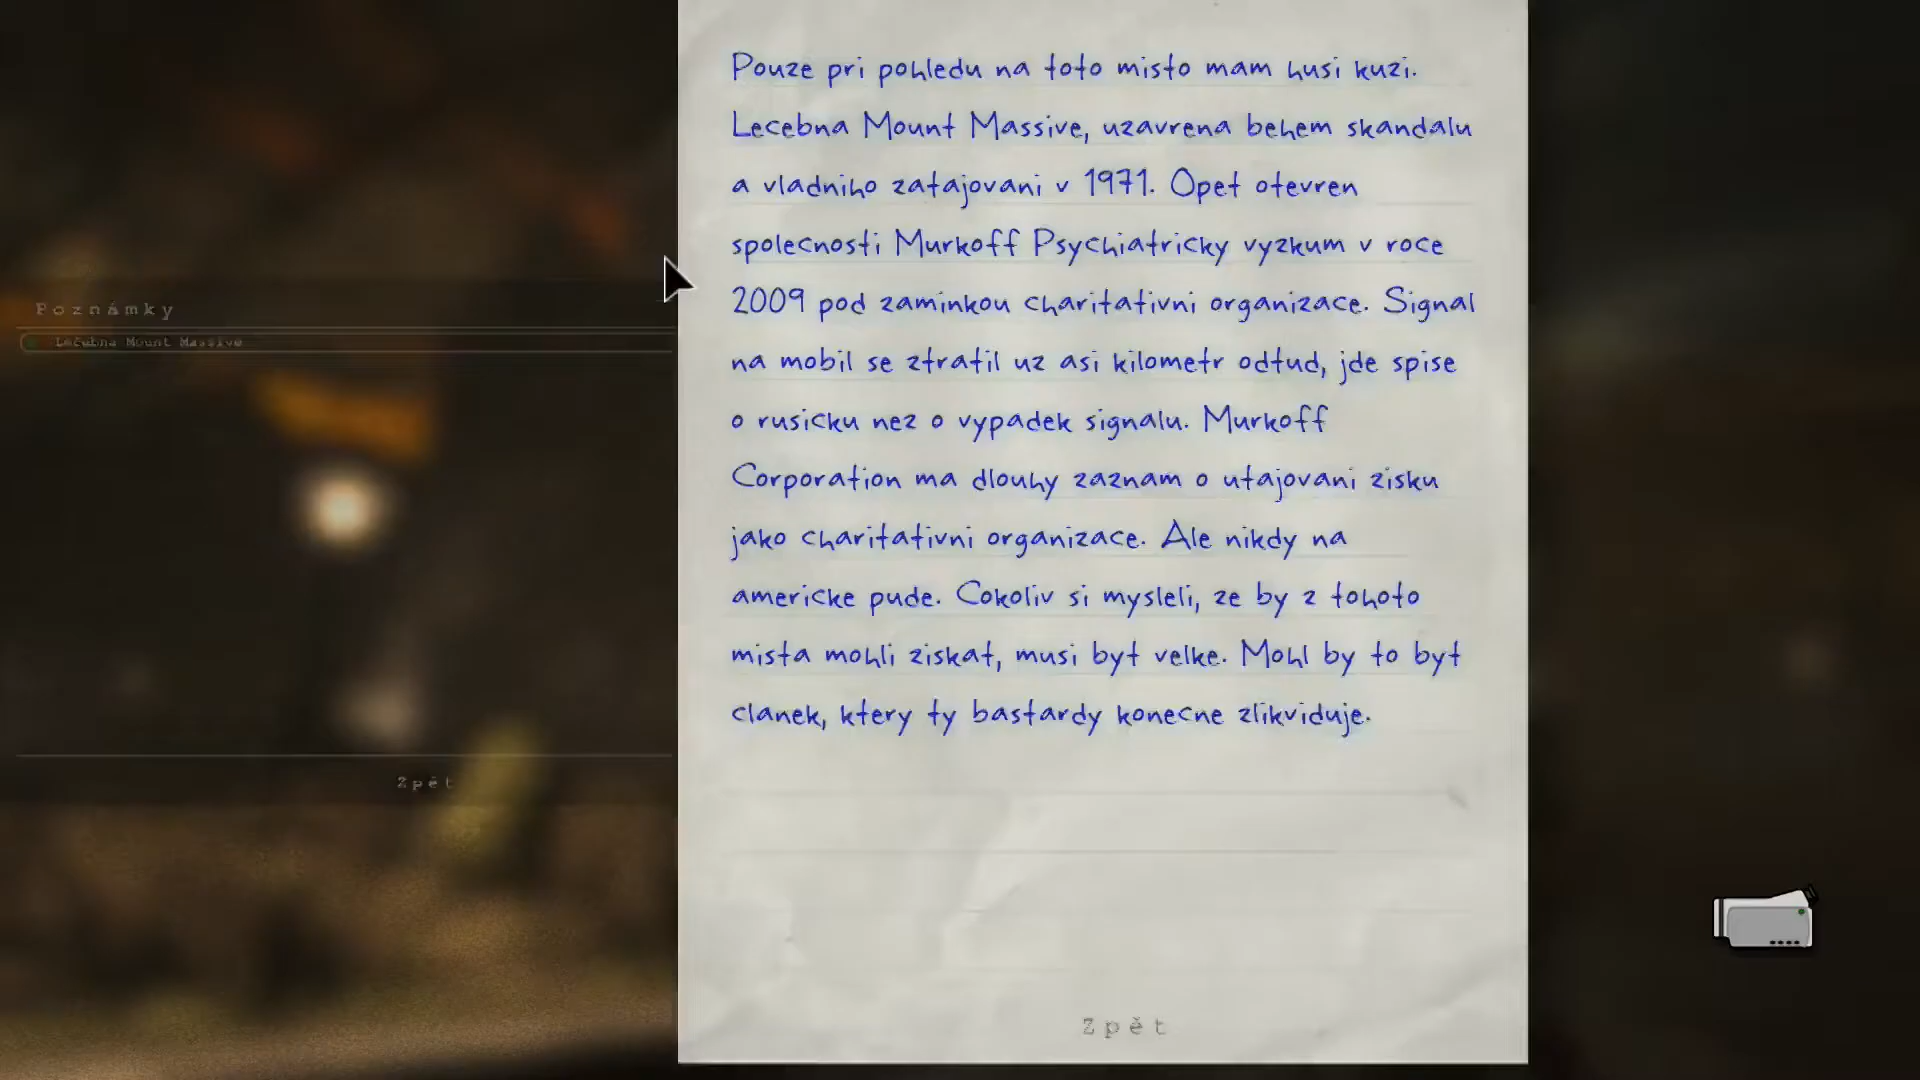 Poznámky
Léčebna Mount Massive
Zpět
Pouze pri pohledu na toto misto mam husi kuzi.
Lecebna Mount Massive, uzavrena behem skandalu
a vladniho zatajovani v 1971. Opet otevren
spolecnosti Murkoff Psychiatricky vyzkum v roce
2009 pod zaminkou charitativni organizace. Signal
na mobil se ztratil uz asi kilometr odtud, jde spise
o rusicku nez o vypadek signalu. Murkoff
Corporation ma dlouhy zaznam o utajovani zisku
jako charitativni organizace. Ale nikdy na
americke pude. Cokoliv si mysleli, ze by z tohoto
mista mohli ziskat, musi byt velke. Mohl by to byt
clanek, ktery ty bastardy konecne zlikviduje.
Zpět